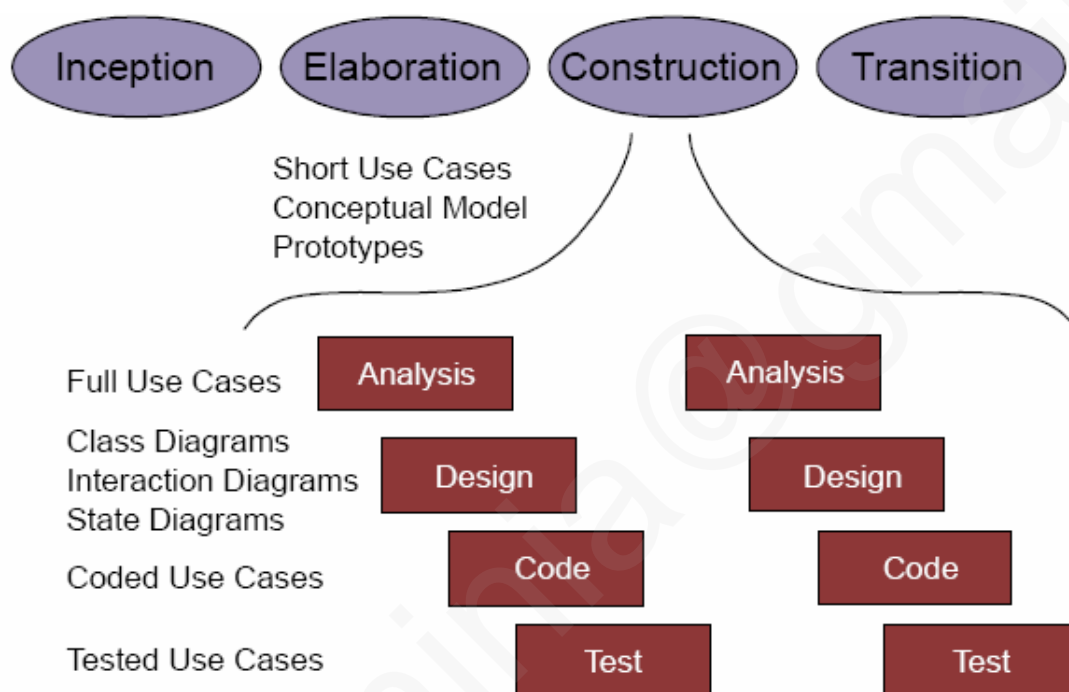 Inception
Elaboration
Construction
Transition
Short Use Cases
Conceptual Model
Prototypes
Full Use Cases
Analysis
Analysis
Class Diagrams
Interaction Diagrams
State Diagrams
Design
Design
Coded Use Cases
Code
Code
Tested Use Cases
Test
Test